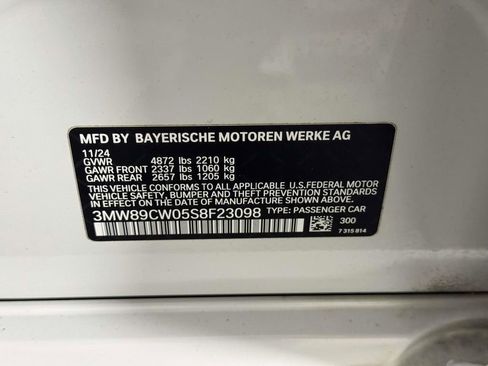 MFD BY BAYERISCHE MOTOREN WERKE AG
11/24
GVWR 4872 lbs 2210 kg
GAWR FRONT 2337 lbs 1060 kg
GAWR REAR 2657 lbs 1205 kg
THIS VEHICLE CONFORMS TO ALL APPLICABLE U.S.FEDERAL MOTOR
VEHICLE SAFETY, BUMPER AND THEFT PREVENTION STANDARDS
IN EFFECT ON THE DATE OF MANUFACTURE SHOWN ABOVE.
3MW89CW05S8F23098 TYPE: PASSENGER CAR
300
7 315 814